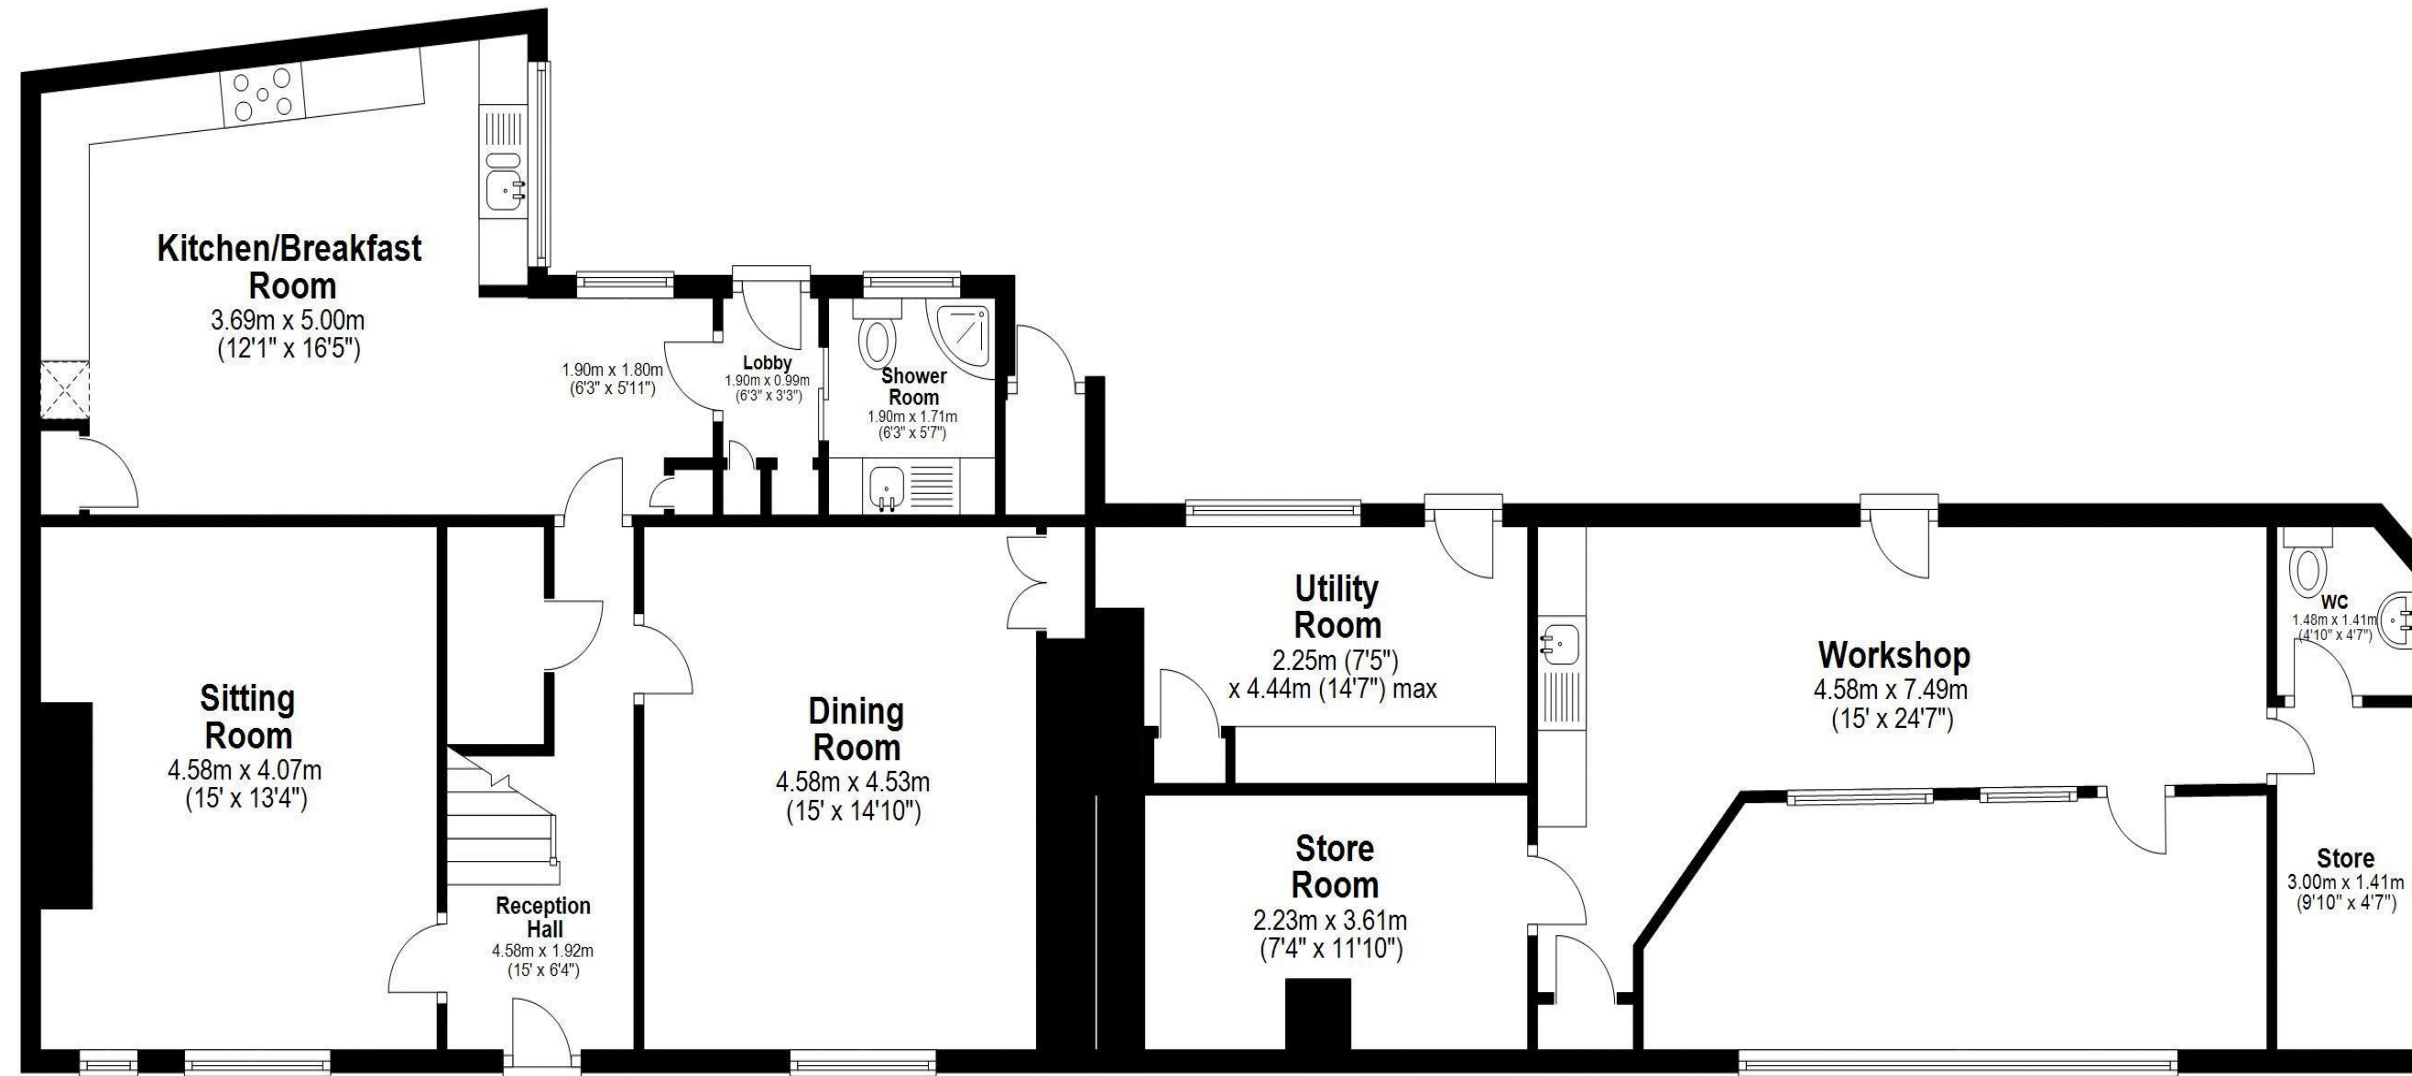 Kitchen/Breakfast
Room
3.69m x 5.00m
(12'1" x 16'5")
1.90m x 1.80m
(6'3" x 5'11")
Lobby
1.90m x 0.99m
(6'3" x 3'3")
Shower
Room
1.90m x 1.71m
(6'3" x 5'7")
Sitting
Room
4.58m x 4.07m
(15' x 13'4")
Reception
Hall
4.58m x 1.92m
(15' x 6'4")
Dining
Room
4.58m x 4.53m
(15' x 14'10")
Utility
Room
2.25m (7'5")
x 4.44m (14'7") max
Store
Room
2.23m x 3.61m
(7'4" x 11'10")
Workshop
4.58m x 7.49m
(15' x 24'7")
WC
1.48m x 1.41m
(4'10" x 4'7")
Store
3.00m x 1.41m
(9'10" x 4'7")